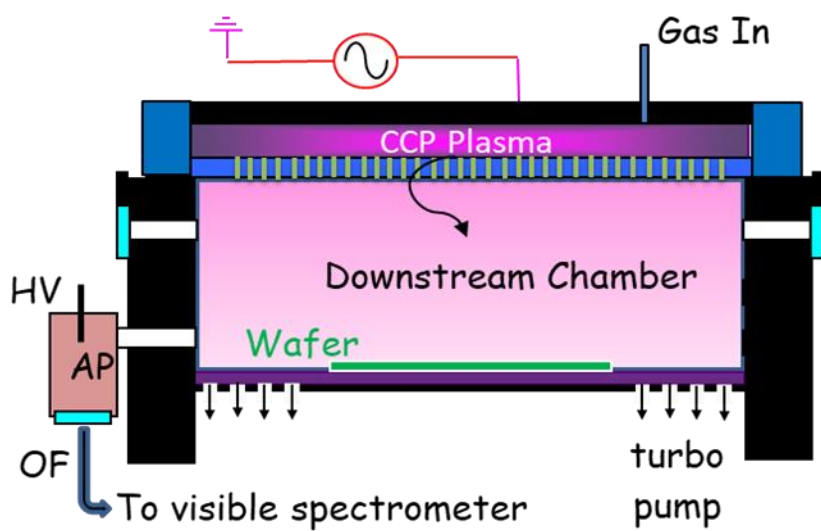 Gas In
CCP Plasma
Downstream Chamber
HV
Wafer
AP
OF
turbo
To visible spectrometer
pump